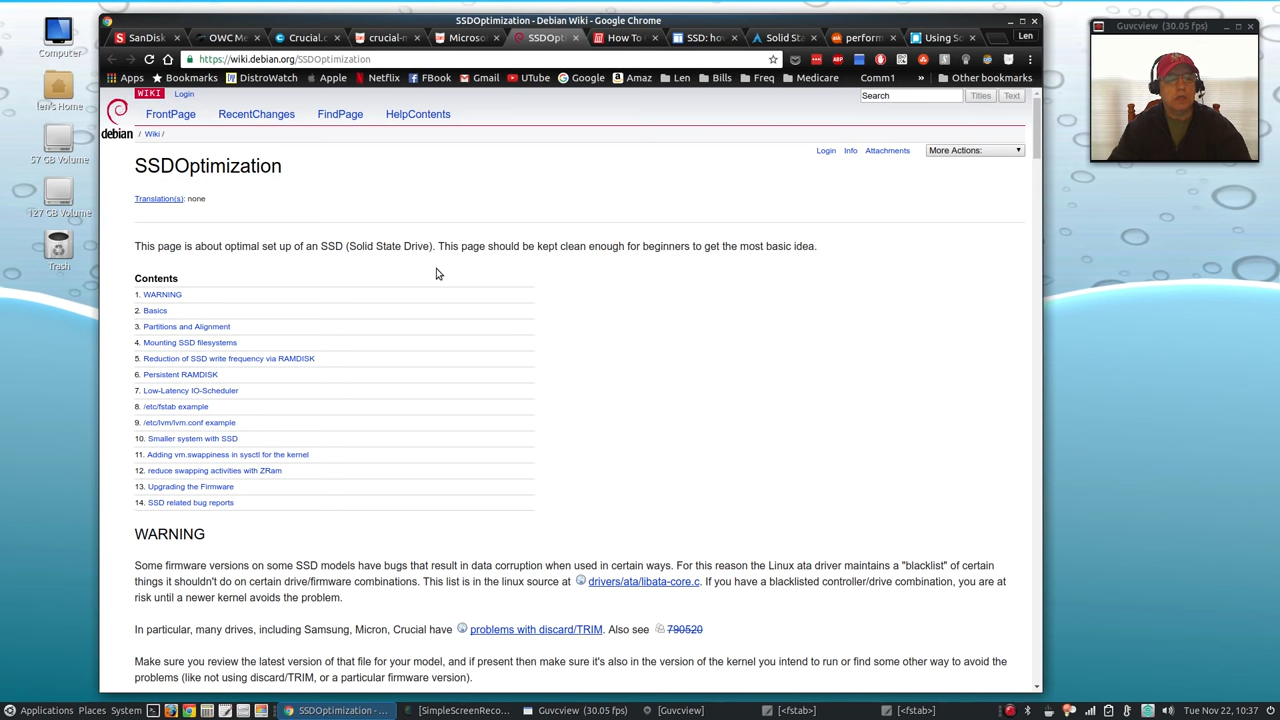 SSDOptimization - Debian Wiki - Google Chrome
Guvcview (30.05 fps)
Computer
len's Home
57 GB Volume
127 GB Volume
Trash
SanDisk
OWC Me
Crucial.co
crucial
SSDOpti
How To
SSD: how
Solid Sta
perform
Using So
Len
https://wiki.debian.org/SSDOptimization
Apps
Bookmarks
DistroWatch
Apple
Netflix
FBook
Gmail
UTube
Google
Amaz
Len
Bills
Freq
Medicare
Comm1
»
Other bookmarks
WIKI
Login
Search
Titles
Text
debian
FrontPage
RecentChanges
FindPage
HelpContents
/ Wiki /
Login
Info
Attachments
More Actions:
SSDOptimization
Translation(s): none
This page is about optimal set up of an SSD (Solid State Drive). This page should be kept clean enough for beginners to get the most basic idea.
Contents
1. WARNING
2. Basics
3. Partitions and Alignment
4. Mounting SSD filesystems
5. Reduction of SSD write frequency via RAMDISK
6. Persistent RAMDISK
7. Low-Latency IO-Scheduler
8. /etc/fstab example
9. /etc/lvm/lvm.conf example
10. Smaller system with SSD
11. Adding vm.swappiness in sysctl for the kernel
12. reduce swapping activities with ZRam
13. Upgrading the Firmware
14. SSD related bug reports
WARNING
Some firmware versions on some SSD models have bugs that result in data corruption when used in certain ways. For this reason the Linux ata driver maintains a "blacklist" of certain
things it shouldn't do on certain drive/firmware combinations. This list is in the linux source at drivers/ata/libata-core.c. If you have a blacklisted controller/drive combination, you are at
risk until a newer kernel avoids the problem.
In particular, many drives, including Samsung, Micron, Crucial have problems with discard/TRIM. Also see 790520
Make sure you review the latest version of that file for your model, and if present then make sure it's also in the version of the kernel you intend to run or find some other way to avoid the
problems (like not using discard/TRIM, or a particular firmware version).
Applications Places System
SSDOptimization - ...
[SimpleScreenReco...
Guvcview (30.05 fps)
[Guvcview]
[<fstab>]
[<fstab>]
Tue Nov 22, 10:37